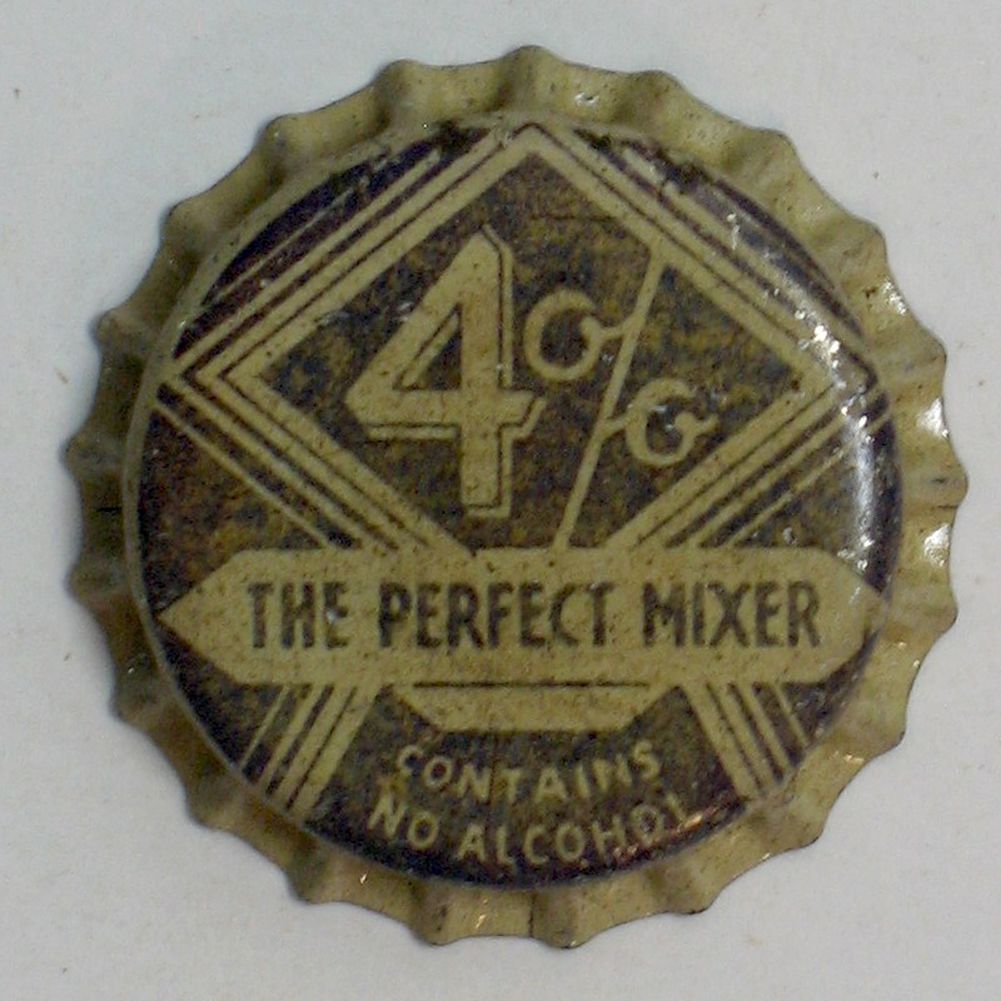 4%
THE PERFECT MIXER
CONTAINS
NO ALCOHOL